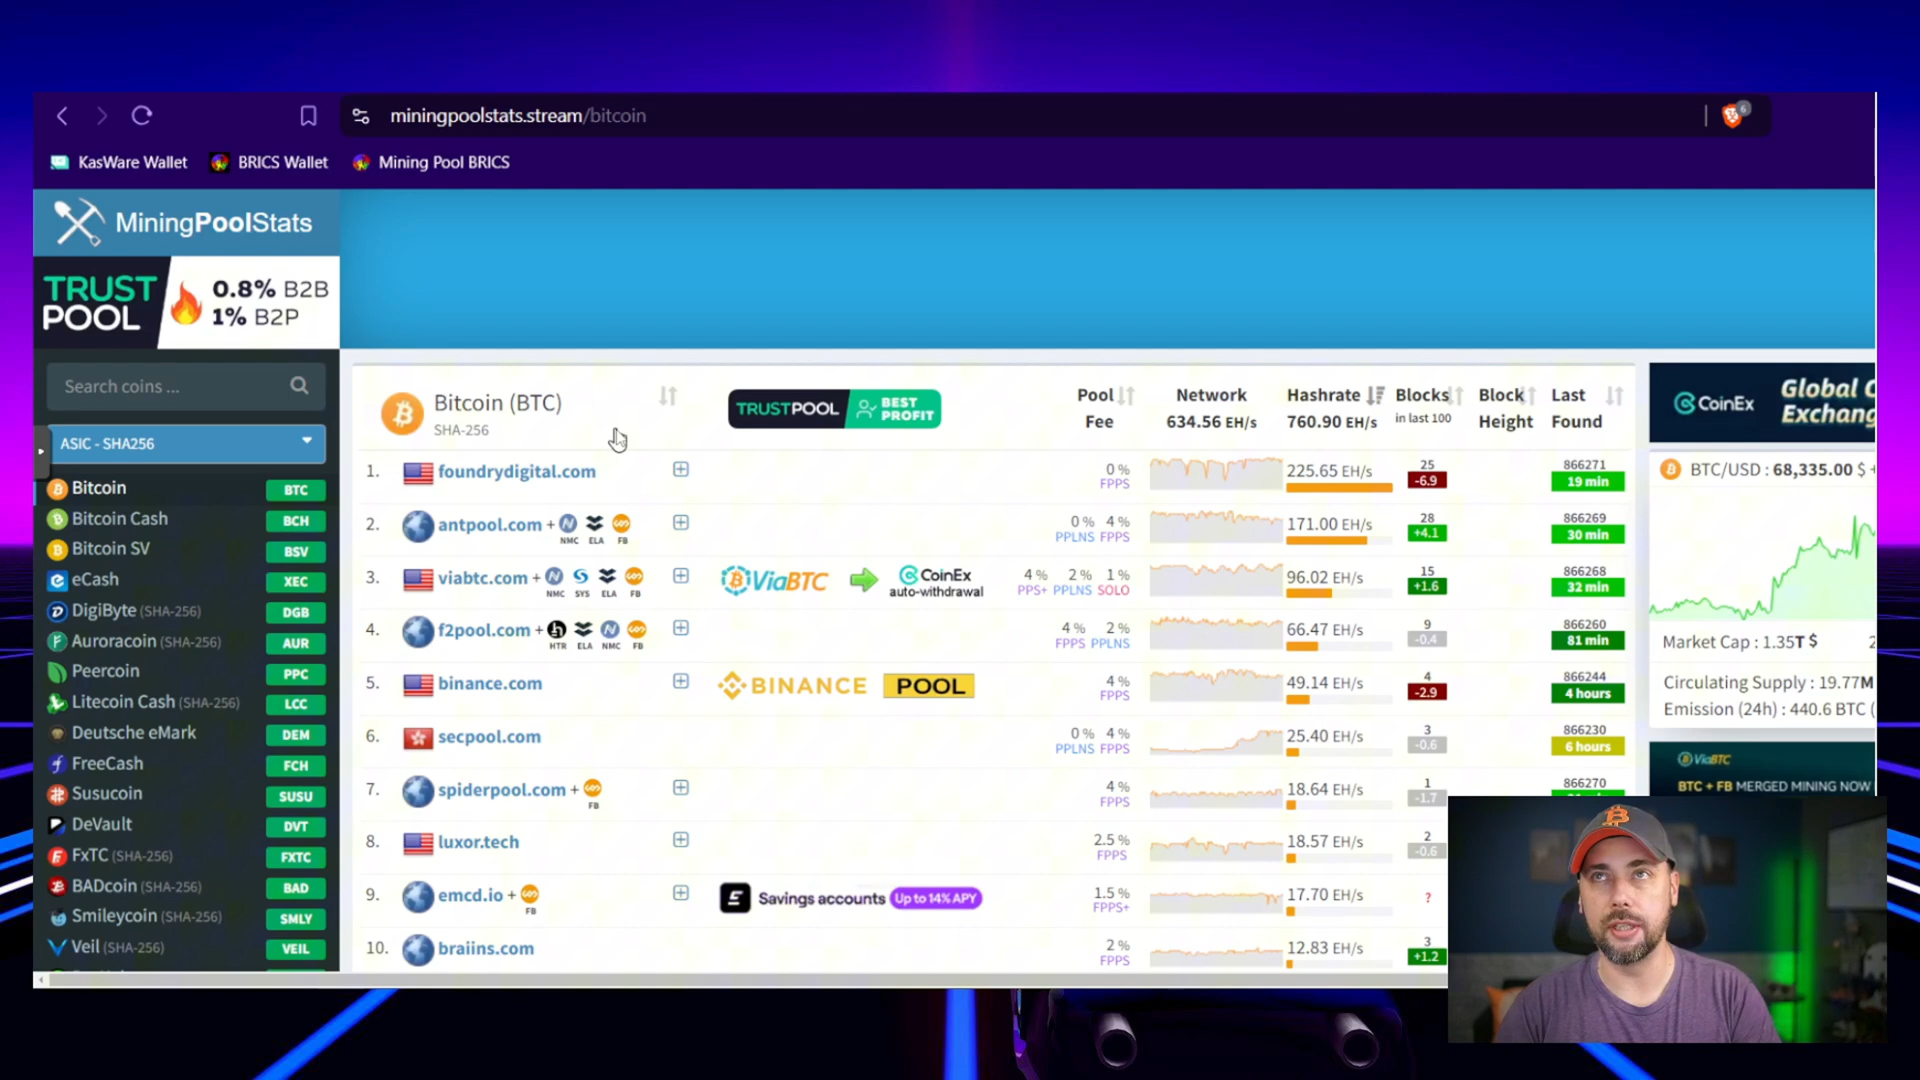 miningpoolstats.stream/bitcoin
6
KasWare Wallet BRICS Wallet Mining Pool BRICS
MiningPoolStats
TRUST POOL
0.8% B2B
1% B2P
Search coins ...
ASIC - SHA256
Bitcoin BTC
Bitcoin Cash BCH
Bitcoin SV BSV
eCash XEC
DigiByte (SHA-256) DGB
Auroracoin (SHA-256) AUR
Peercoin PPC
Litecoin Cash (SHA-256) LCC
Deutsche eMark DEM
FreeCash FCH
Susucoin SUSU
DeVault DVT
FxTC (SHA-256) FXTC
BADcoin (SHA-256) BAD
Smileycoin (SHA-256) SMLY
Veil (SHA-256) VEIL
Bitcoin (BTC)
SHA-256
TRUSTPOOL BEST PROFIT
Pool Fee
Network
634.56 EH/s
Hashrate
760.90 EH/s
Blocks
in last 100
Block Height
Last Found
1. foundrydigital.com 0 % FPPS 225.65 EH/s 25 -6.9 866271 19 min
2. antpool.com + NMC ELA FB 0 % 4 % PPLNS FPPS 171.00 EH/s 28 +4.1 866269 30 min
3. viabtc.com + NMC SYS ELA FB ViaBTC CoinEx auto-withdrawal 4 % 2 % 1 % PPS+ PPLNS SOLO 96.02 EH/s 15 +1.6 866268 32 min
4. f2pool.com + HTR ELA NMC FB 4 % 2 % FPPS PPLNS 66.47 EH/s 9 -0.4 866260 81 min
5. binance.com BINANCE POOL 4 % FPPS 49.14 EH/s 4 -2.9 866244 4 hours
6. secpool.com 0 % 4 % PPLNS FPPS 25.40 EH/s 3 -0.6 866230 6 hours
7. spiderpool.com + FB 4 % FPPS 18.64 EH/s 1 -1.7 866270
8. luxor.tech 2.5 % FPPS 18.57 EH/s 2 -0.6
9. emcd.io + FB Savings accounts Up to 14% APY 1.5 % FPPS+ 17.70 EH/s ?
10. braiins.com 2 % FPPS 12.83 EH/s 3 +1.2
CoinEx
Global
Exchang
BTC/USD : 68,335.00 $ +
Market Cap : 1.35T $ 2
Circulating Supply : 19.77M
Emission (24h) : 440.6 BTC (
ViaBTC
BTC + FB MERGED MINING NOW